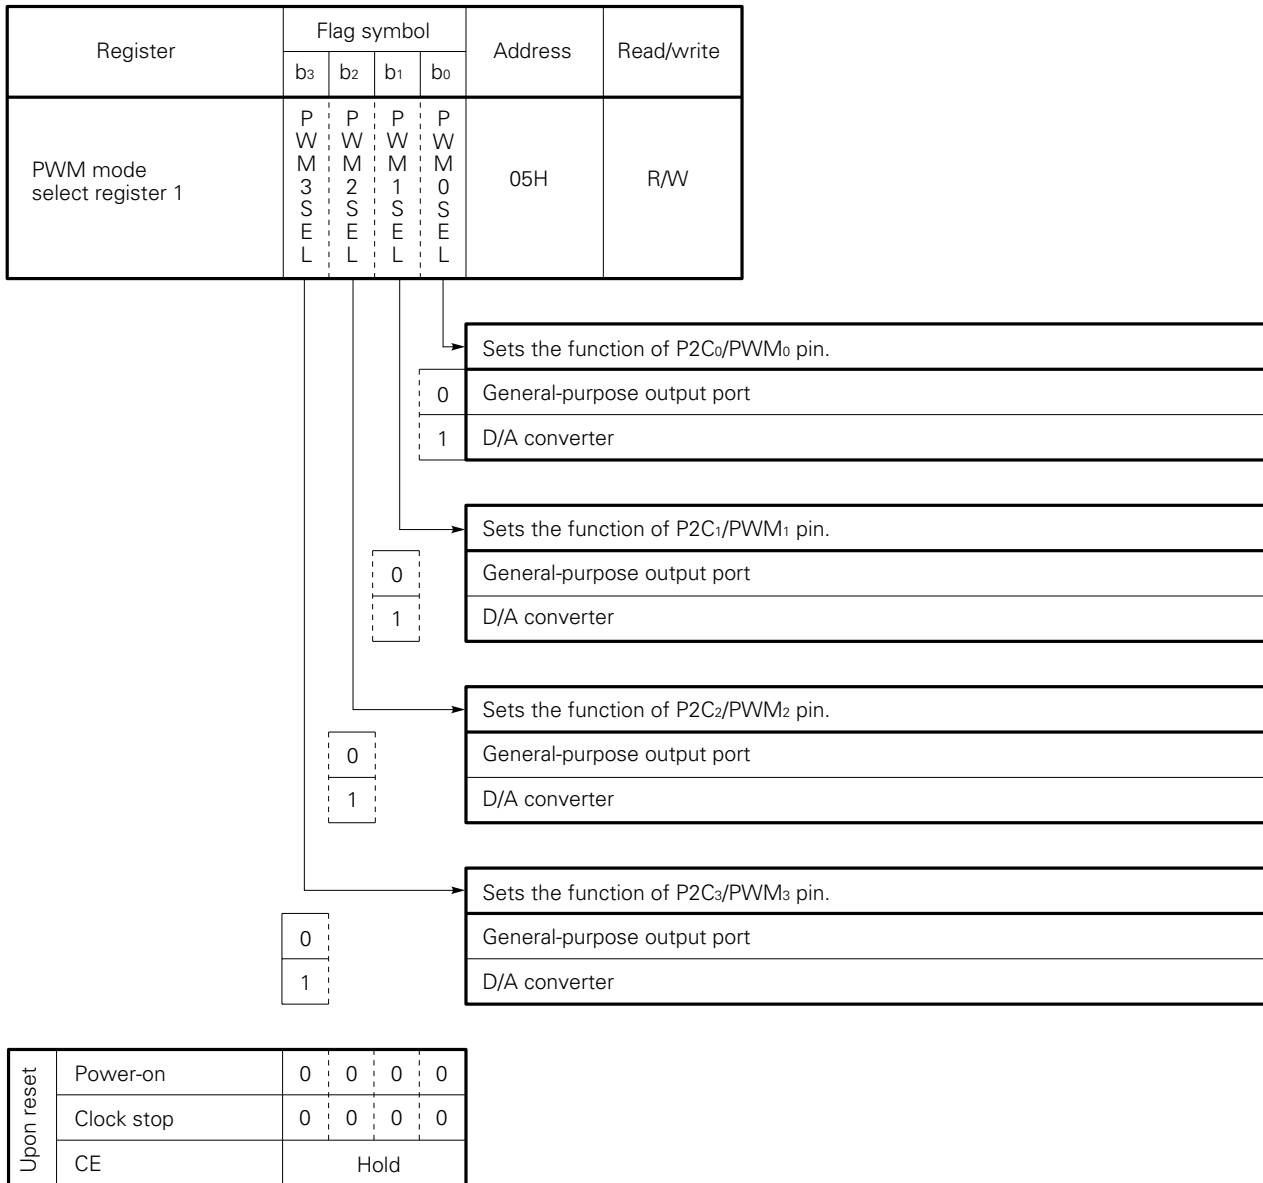 Register
Flag symbol
Address
Read/write
b3 b2 b1 b0
PWM mode
select register 1
PWM3SEL
PWM2SEL
PWM1SEL
PWM0SEL
05H
R/W
Sets the function of P2C0/PWM0 pin.
0 General-purpose output port
1 D/A converter
Sets the function of P2C1/PWM1 pin.
0 General-purpose output port
1 D/A converter
Sets the function of P2C2/PWM2 pin.
0 General-purpose output port
1 D/A converter
Sets the function of P2C3/PWM3 pin.
0 General-purpose output port
1 D/A converter
Upon reset
Power-on 0 0 0 0
Clock stop 0 0 0 0
CE Hold